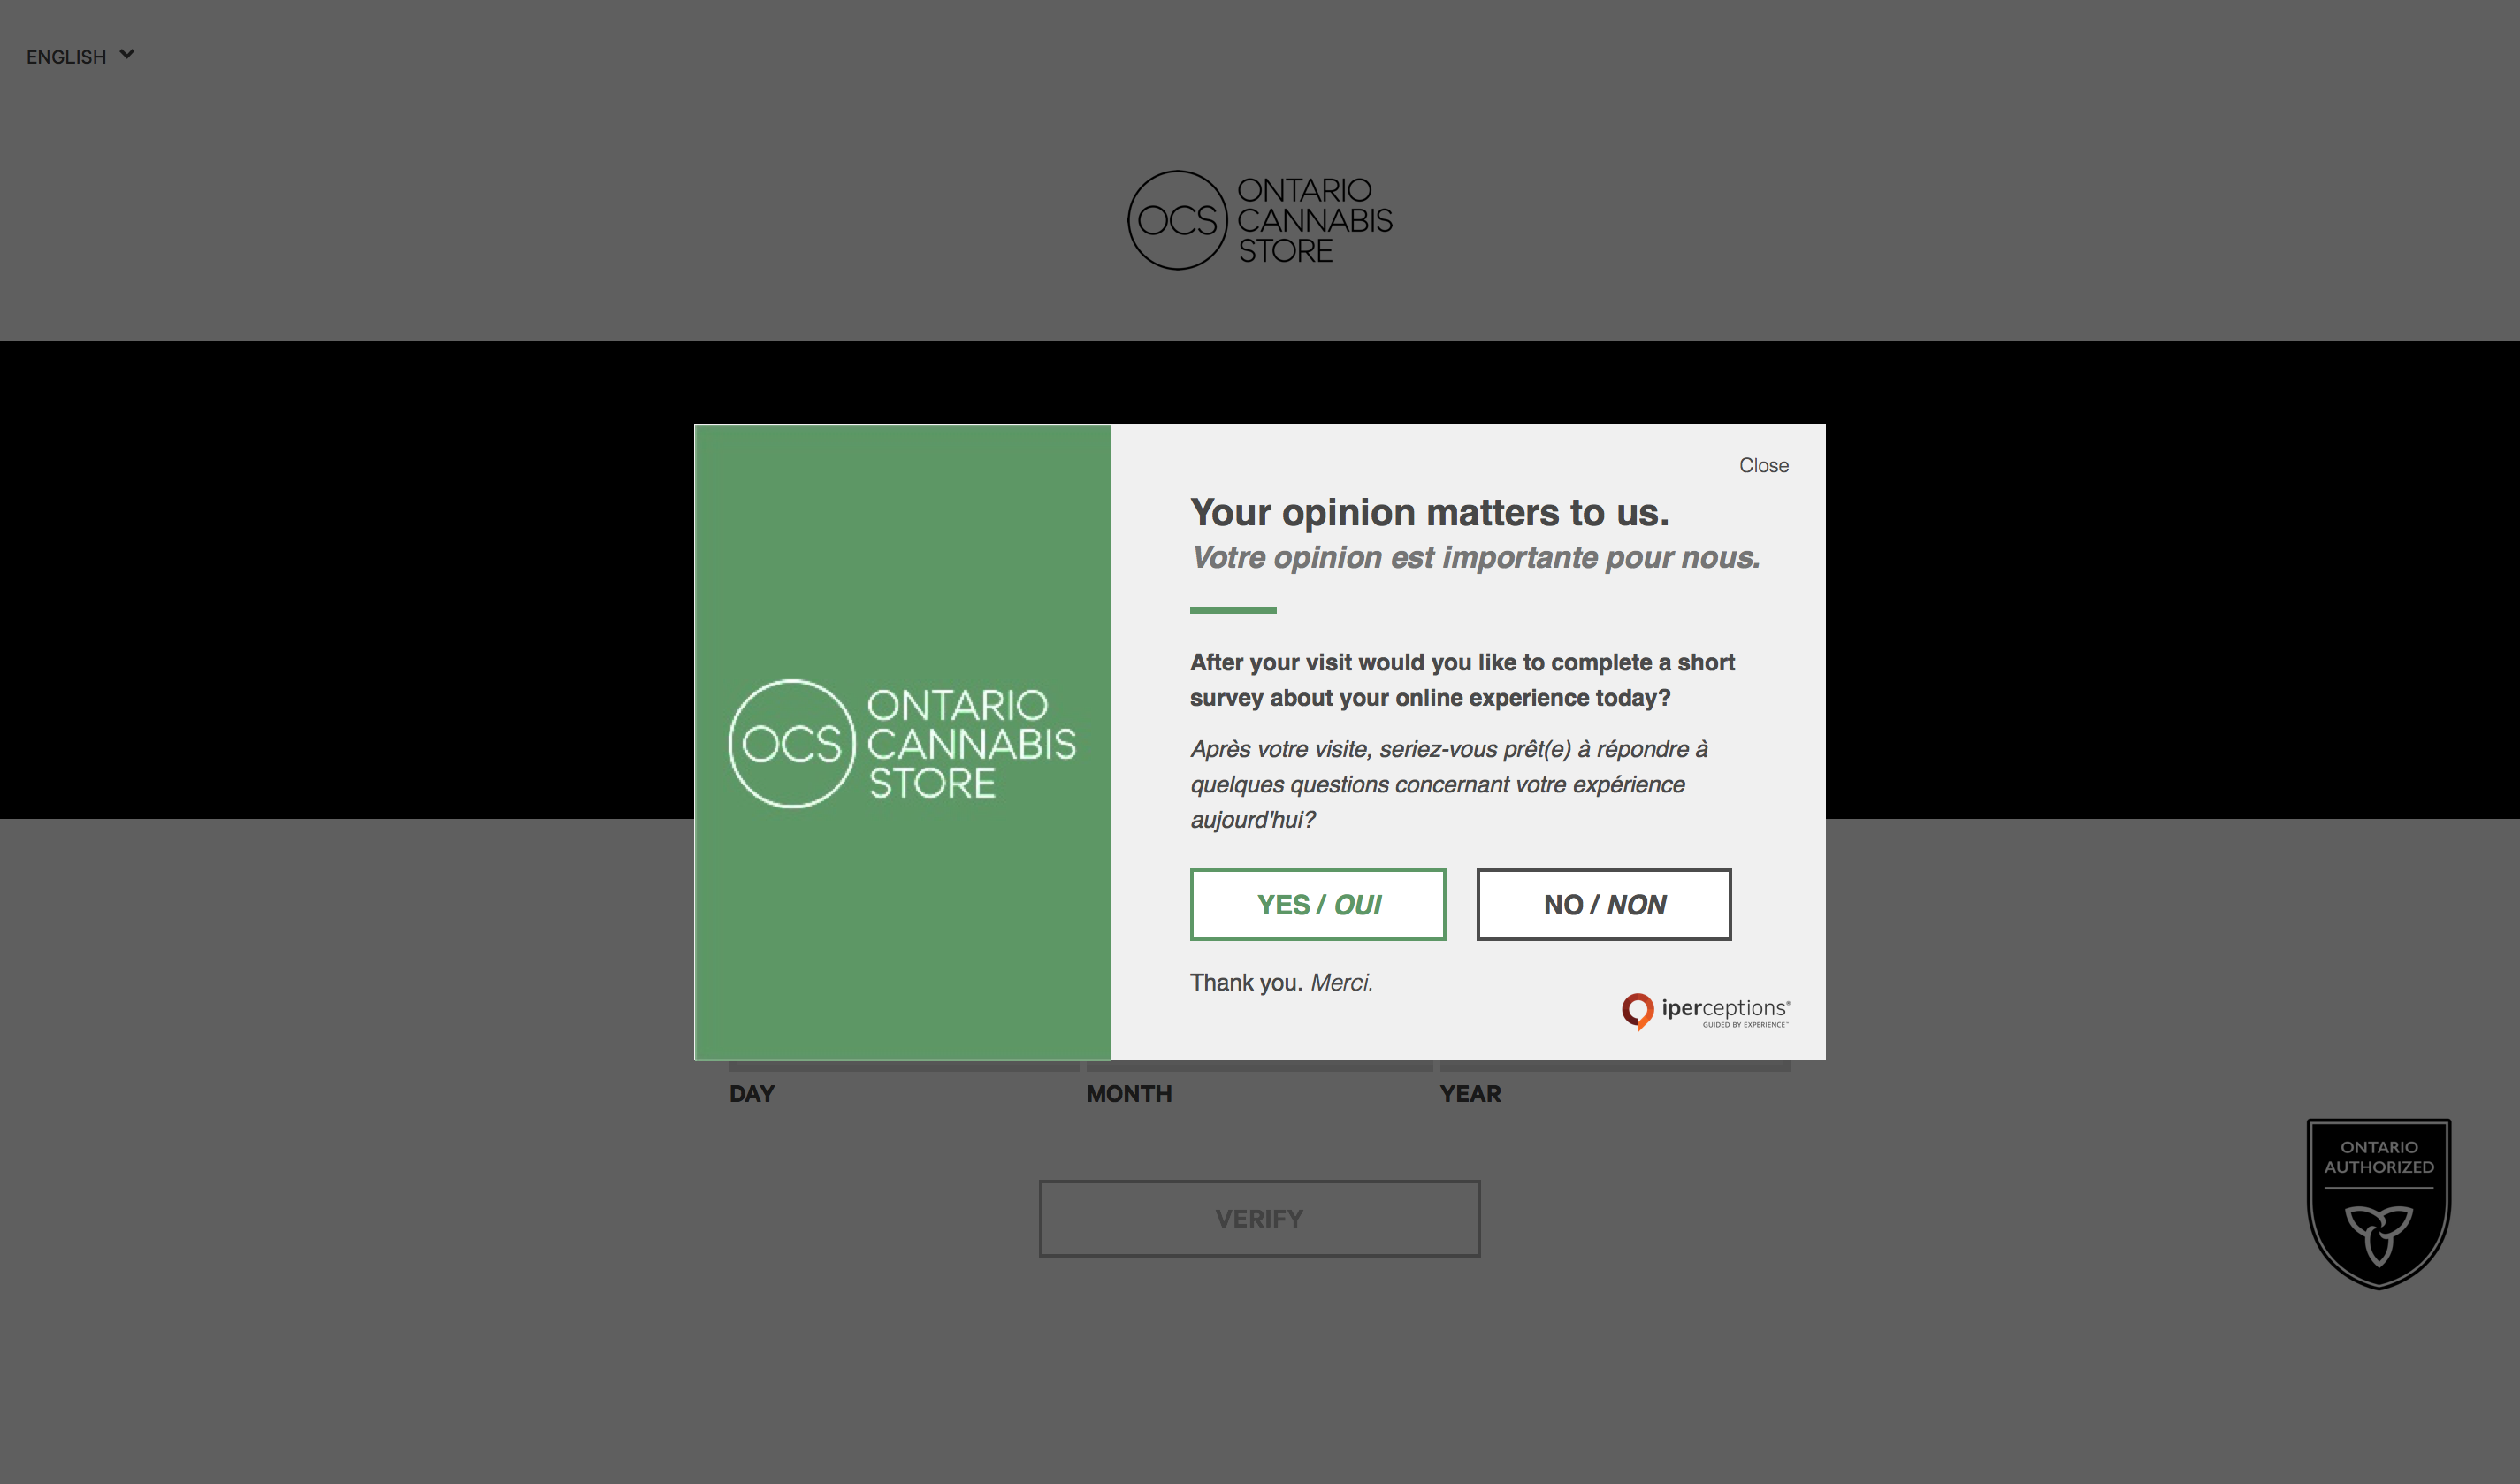 ENGLISH
OCS
ONTARIO
CANNABIS
STORE
Close
Your opinion matters to us.
Votre opinion est importante pour nous.
After your visit would you like to complete a short
survey about your online experience today?
Après votre visite, seriez-vous prêt(e) à répondre à
quelques questions concernant votre expérience
aujourd'hui?
OCS
ONTARIO
CANNABIS
STORE
YES / OUI
NO / NON
Thank you. Merci.
iperceptions®
GUIDED BY EXPERIENCE™
DAY
MONTH
YEAR
VERIFY
ONTARIO
AUTHORIZED